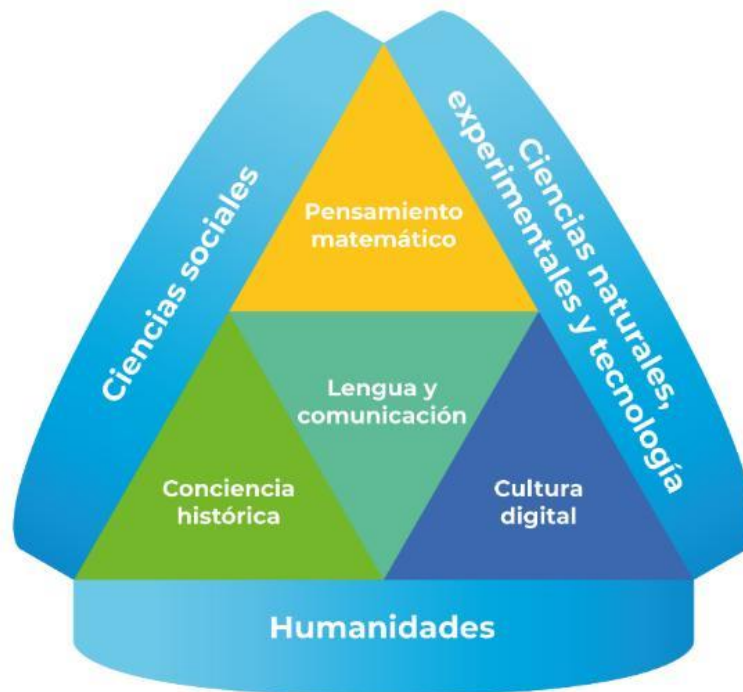 Ciencias sociales
Ciencias naturales,
experimentales y tecnología
Pensamiento
matemático
Lengua y
comunicación
Conciencia
histórica
Cultura
digital
Humanidades